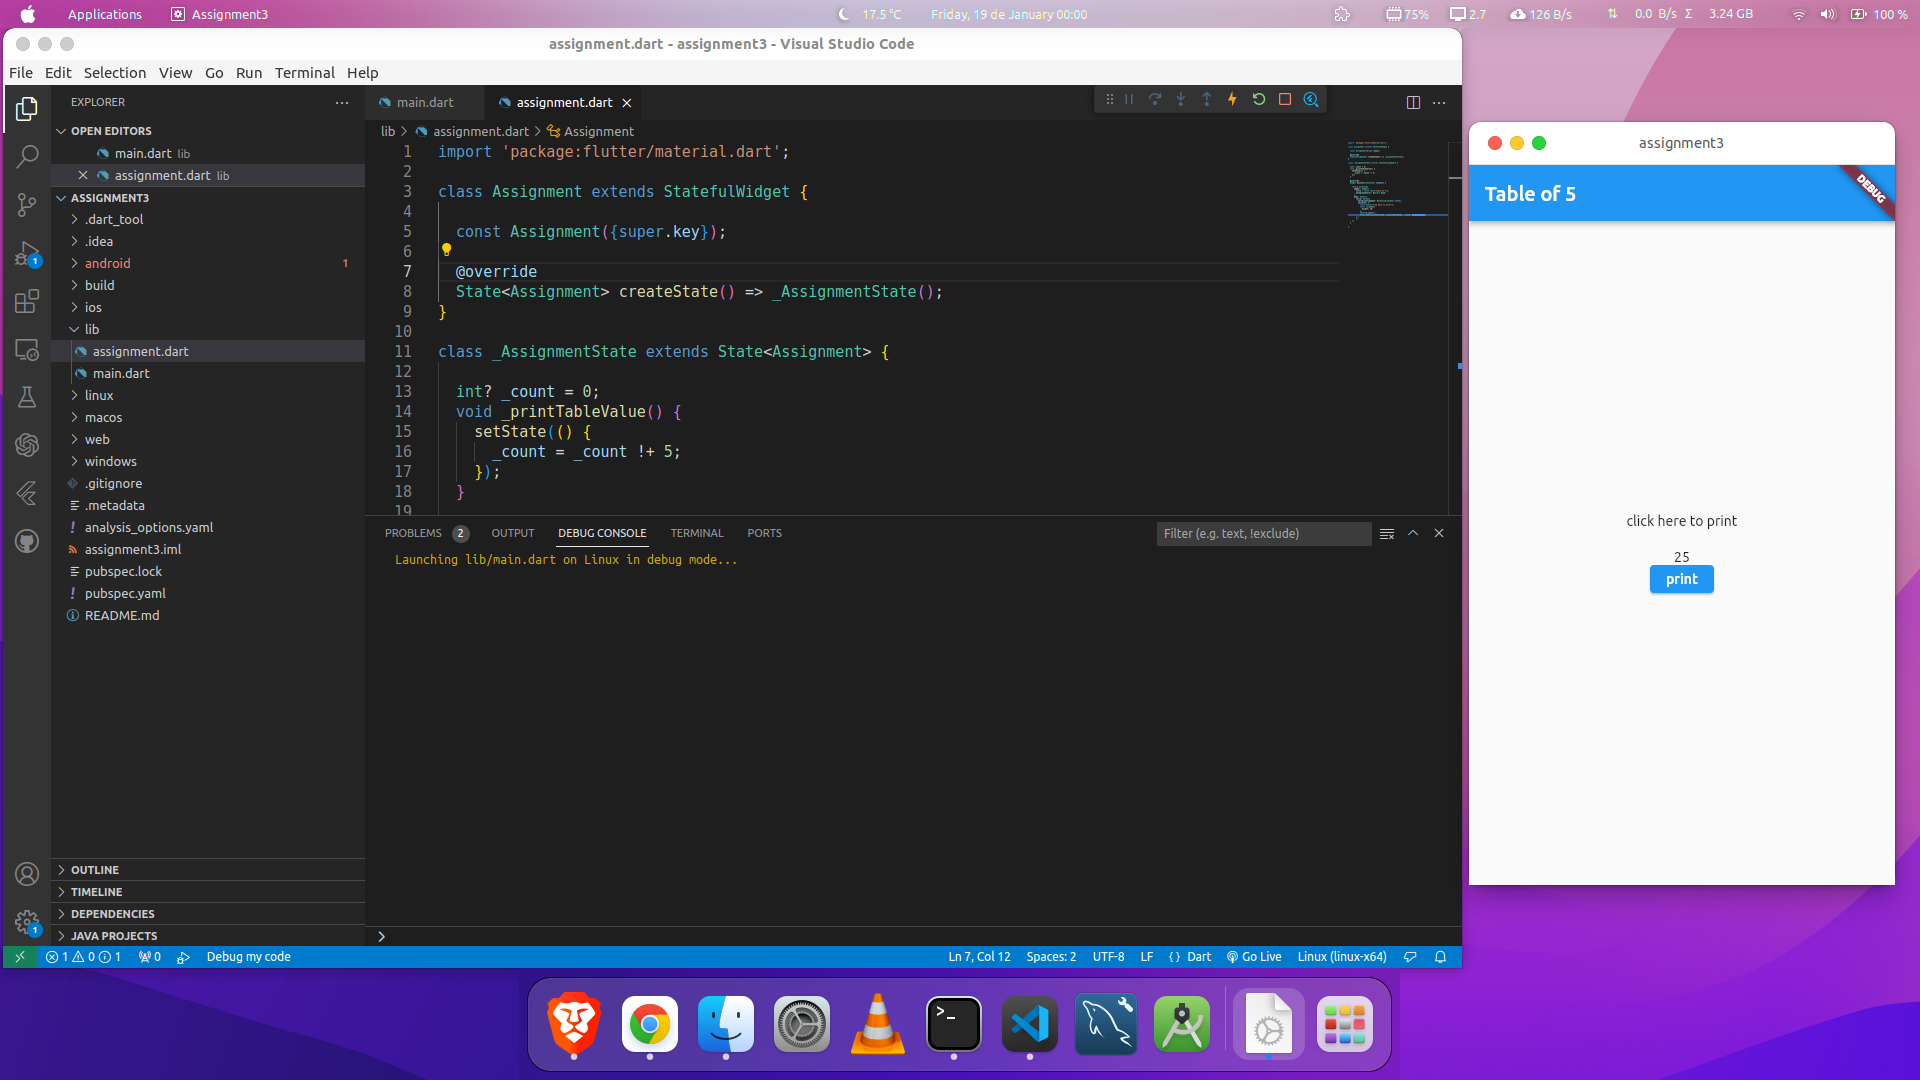 Applications
Assignment3
17.5 °C
Friday, 19 de January 00:00
75%
2.7
126 B/s
0.0 B/s Σ 3.24 GB
100 %
assignment.dart - assignment3 - Visual Studio Code
File Edit Selection View Go Run Terminal Help
EXPLORER
OPEN EDITORS
main.dart lib
assignment.dart lib
ASSIGNMENT3
.dart_tool
.idea
android 1
build
ios
lib
assignment.dart
main.dart
linux
macos
web
windows
.gitignore
.metadata
analysis_options.yaml
assignment3.iml
pubspec.lock
pubspec.yaml
README.md
OUTLINE
TIMELINE
DEPENDENCIES
JAVA PROJECTS
1
1
main.dart
assignment.dart
lib > assignment.dart > Assignment
1 import 'package:flutter/material.dart';
2
3 class Assignment extends StatefulWidget {
4
5 const Assignment({super.key});
6
7 @override
8 State<Assignment> createState() => _AssignmentState();
9 }
10
11 class _AssignmentState extends State<Assignment> {
12
13 int? _count = 0;
14 void _printTableValue() {
15 setState(() {
16 _count = _count !+ 5;
17 });
18 }
19
PROBLEMS 2 OUTPUT DEBUG CONSOLE TERMINAL PORTS
Filter (e.g. text, !exclude)
Launching lib/main.dart on Linux in debug mode...
>
1 0 1 0 Debug my code
Ln 7, Col 12 Spaces: 2 UTF-8 LF {} Dart Go Live Linux (linux-x64)
assignment3
Table of 5
DEBUG
click here to print
25
print
>_